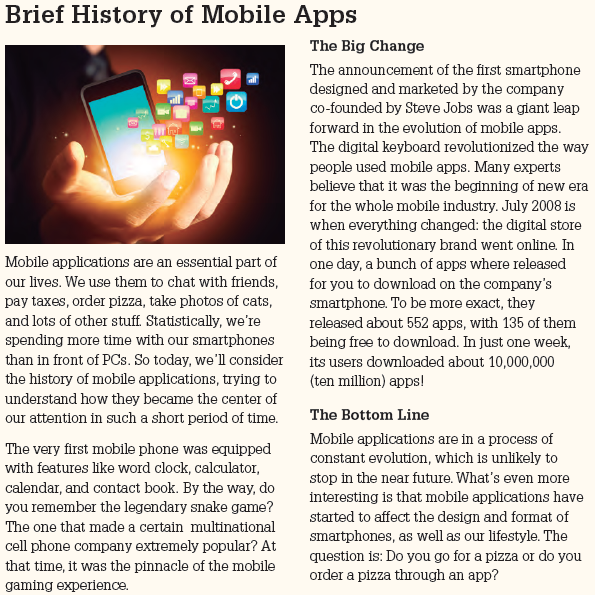 Brief History of Mobile Apps
Mobile applications are an essential part of
our lives. We use them to chat with friends,
pay taxes, order pizza, take photos of cats,
and lots of other stuff. Statistically, we're
spending more time with our smartphones
than in front of PCs. So today, we'll consider
the history of mobile applications, trying to
understand how they became the center of
our attention in such a short period of time.
The very first mobile phone was equipped
with features like word clock, calculator,
calendar, and contact book. By the way, do
you remember the legendary snake game?
The one that made a certain multinational
cell phone company extremely popular? At
that time, it was the pinnacle of the mobile
gaming experience.
The Big Change
The announcement of the first smartphone
designed and marketed by the company
co-founded by Steve Jobs was a giant leap
forward in the evolution of mobile apps.
The digital keyboard revolutionized the way
people used mobile apps. Many experts
believe that it was the beginning of new era
for the whole mobile industry. July 2008 is
when everything changed: the digital store
of this revolutionary brand went online. In
one day, a bunch of apps where released
for you to download on the company's
smartphone. To be more exact, they
released about 552 apps, with 135 of them
being free to download. In just one week,
its users downloaded about 10,000,000
(ten million) apps!
The Bottom Line
Mobile applications are in a process of
constant evolution, which is unlikely to
stop in the near future. What's even more
interesting is that mobile applications have
started to affect the design and format of
smartphones, as well as our lifestyle. The
question is: Do you go for a pizza or do you
order a pizza through an app?